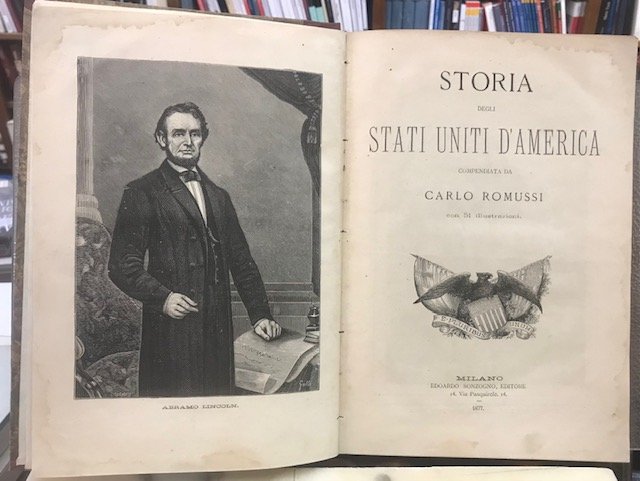 ABRAMO LINCOLN.
STORIA
DEGLI
STATI UNITI D'AMERICA
COMPENDIATA DA
CARLO ROMUSSI
con 51 illustrazioni.
E PLURIBUS UNUM
MILANO
EDOARDO SONZOGNO, EDITORE
14. Via Pasquirolo, 14.
1877.